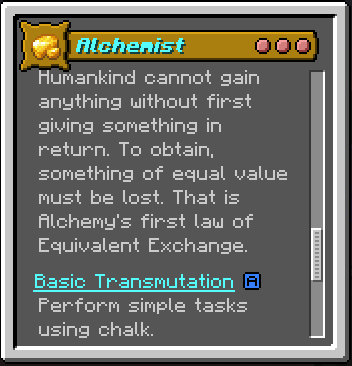 Alchemist
Humankind cannot gain
anything without first
giving something in
return. To obtain,
something of equal value
must be lost. That is
Alchemy's first law of
Equivalent Exchange.
Basic Transmutation A
Perform simple tasks
using chalk.